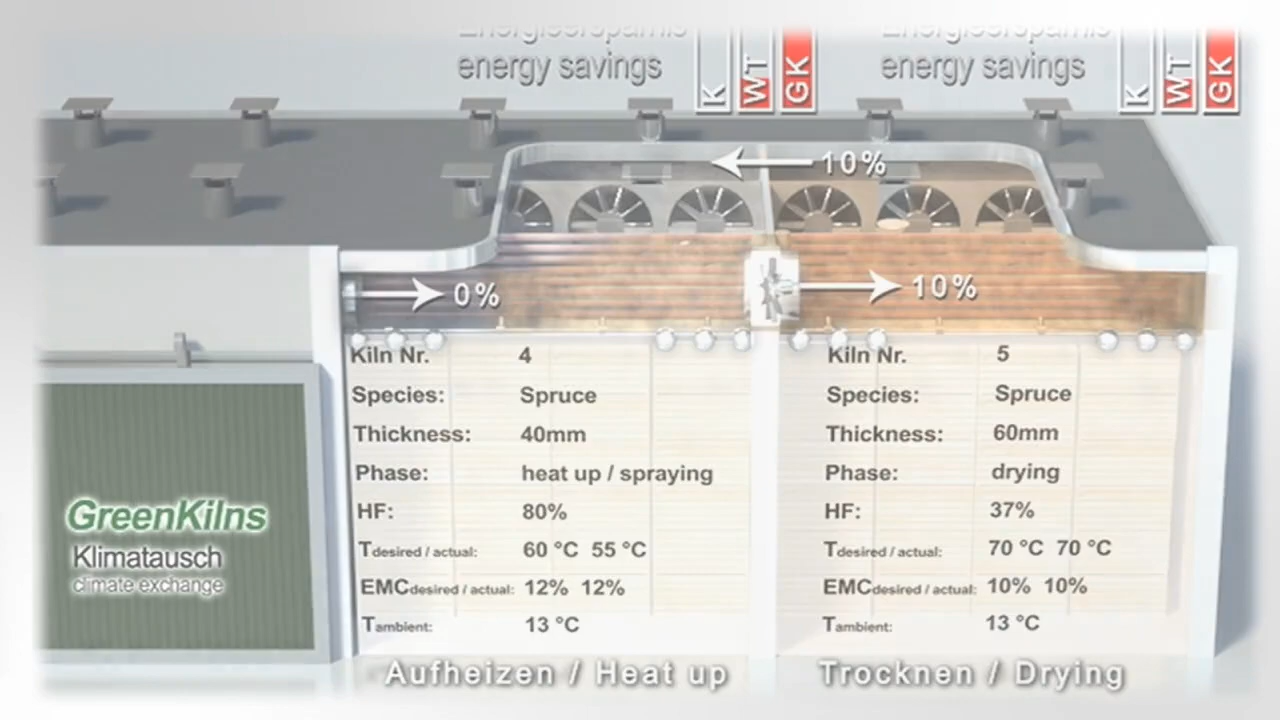 Energieersparnis
energy savings
K
WT
GK
Energieersparnis
energy savings
K
WT
GK
10%
0%
10%
Kiln Nr. 4
Species: Spruce
Thickness: 40mm
Phase: heat up / spraying
HF: 80%
Tdesired / actual: 60 °C 55 °C
EMCdesired / actual: 12% 12%
Tambient: 13 °C
Aufheizen / Heat up
Kiln Nr. 5
Species: Spruce
Thickness: 60mm
Phase: drying
HF: 37%
Tdesired / actual: 70 °C 70 °C
EMCdesired / actual: 10% 10%
Tambient: 13 °C
Trocknen / Drying
GreenKilns
Klimatausch
climate exchange